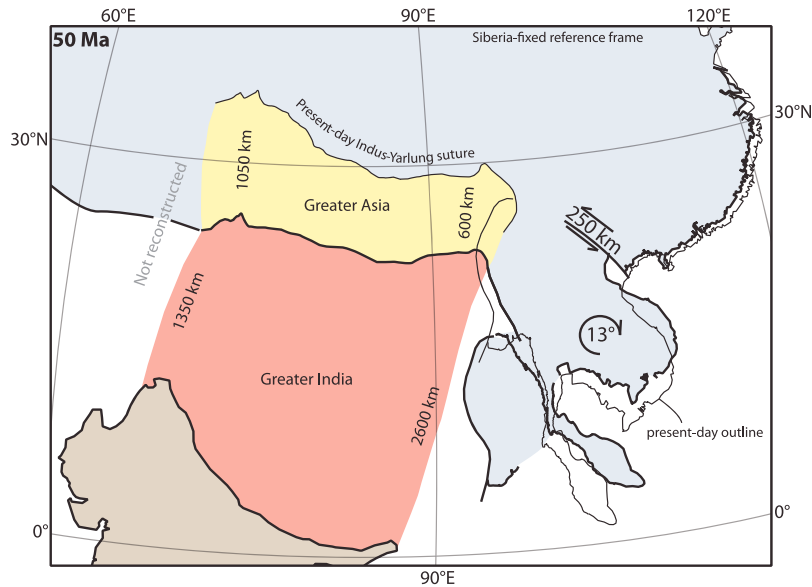 60°E
90°E
120°E
50 Ma
Siberia-fixed reference frame
30°N
30°N
Present-day Indus-Yarlung suture
1050 km
Greater Asia
600 km
250 km
Not reconstructed
1350 km
13°
Greater India
2600 km
present-day outline
0°
0°
90°E